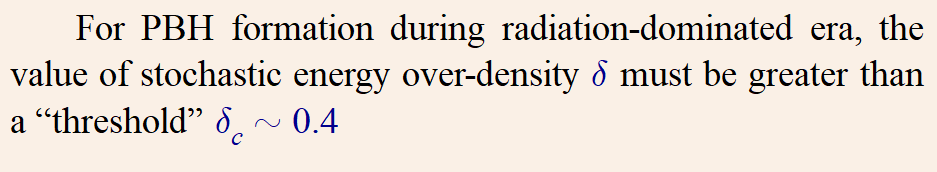 For PBH formation during radiation-dominated era, the
value of stochastic energy over-density δ must be greater than
a “threshold” δc ~ 0.4